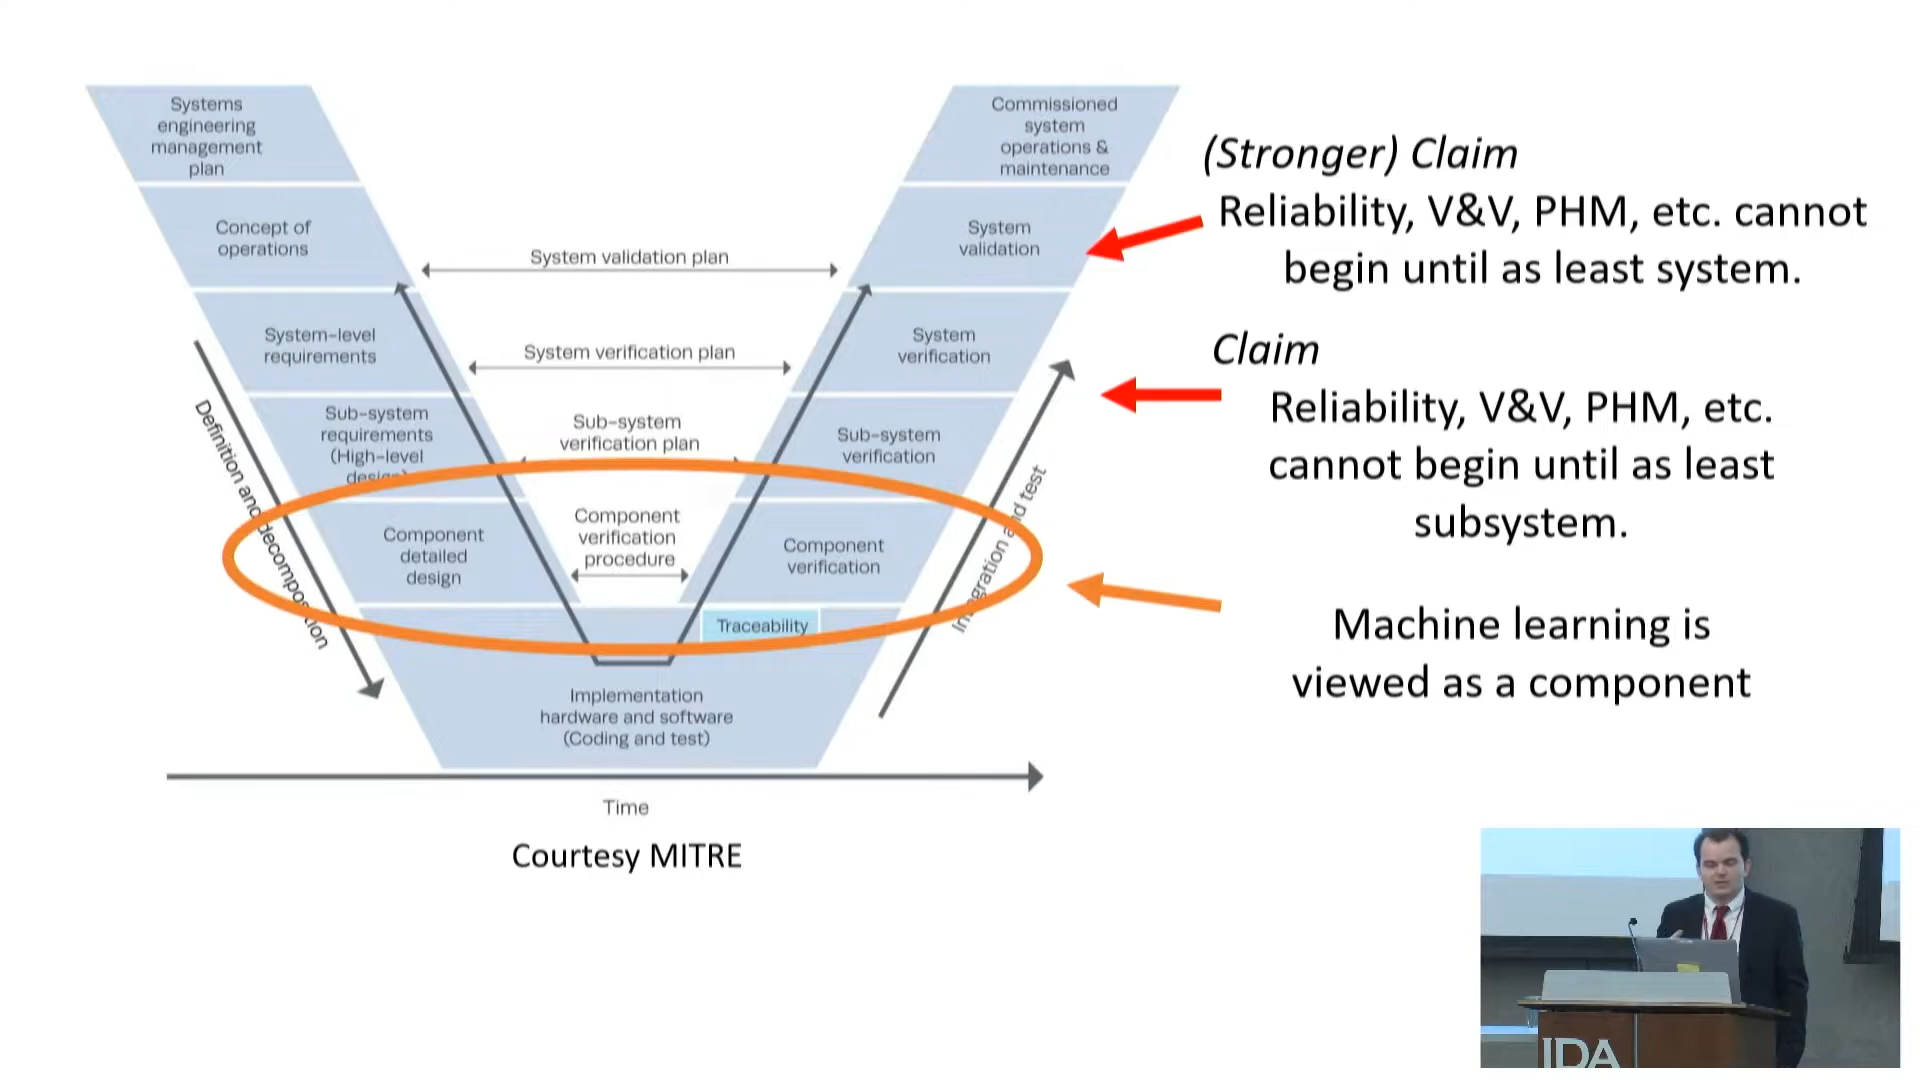 Systems
engineering
management
plan
Concept of
operations
System-level
requirements
Sub-system
requirements
(High-level
design)
Component
detailed
design
Definition and decomposition
System validation plan
System verification plan
Sub-system
verification plan
Component
verification
procedure
Traceability
Implementation
hardware and software
(Coding and test)
Commissioned
system
operations &
maintenance
System
validation
System
verification
Sub-system
verification
Component
verification
Integration and test
Time
Courtesy MITRE
(Stronger) Claim
Reliability, V&V, PHM, etc. cannot
begin until as least system.
Claim
Reliability, V&V, PHM, etc.
cannot begin until as least
subsystem.
Machine learning is
viewed as a component
IDA